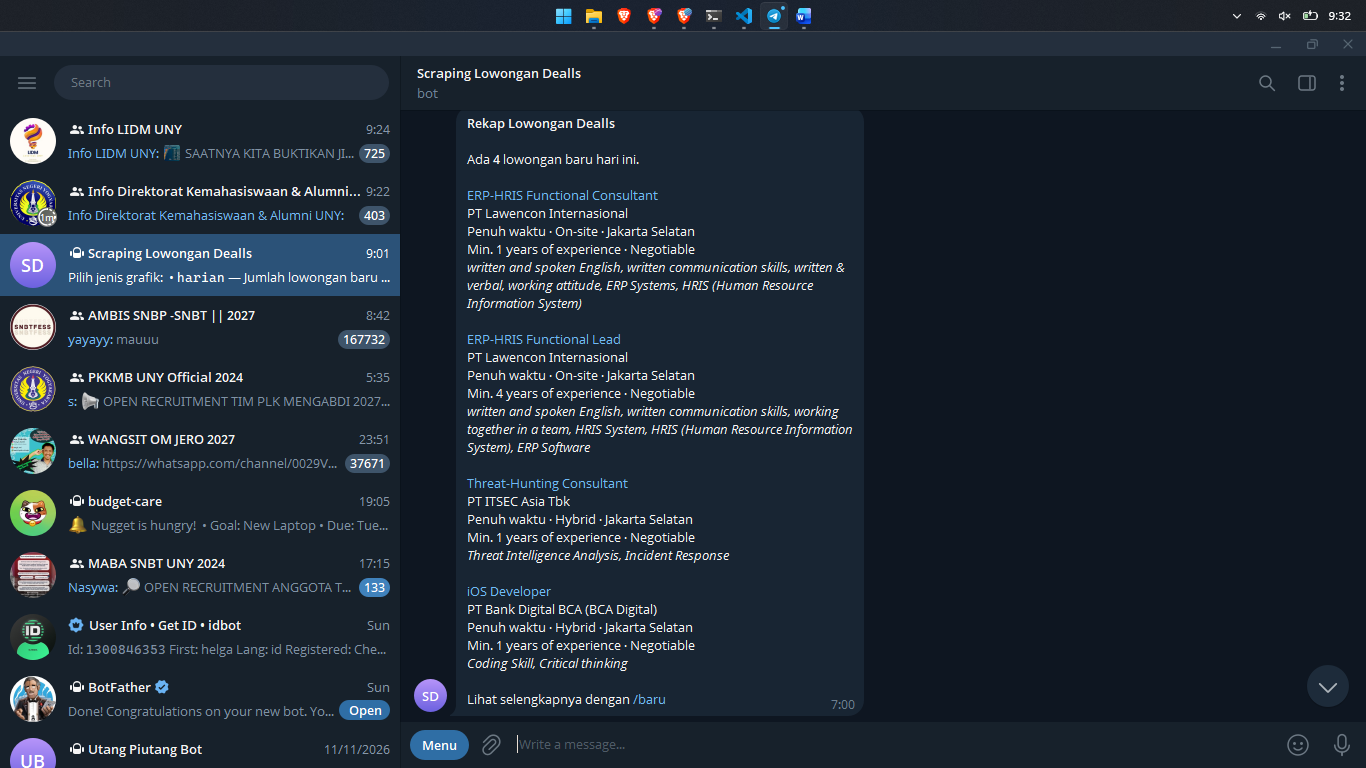 9:32
Search
Info LIDM UNY
9:24
Info LIDM UNY: SAATNYA KITA BUKTIKAN JI...
725
Info Direktorat Kemahasiswaan & Alumni...
9:22
Info Direktorat Kemahasiswaan & Alumni UNY:
403
1m
SD
Scraping Lowongan Dealls
9:01
Pilih jenis grafik: • harian — Jumlah lowongan baru ...
SNBTFESS
AMBIS SNBP -SNBT || 2027
8:42
yayayy: mauuu
167732
PKKMB UNY Official 2024
5:35
s: OPEN RECRUITMENT TIM PLK MENGABDI 2027...
WANGSIT OM JERO 2027
23:51
bella: https://whatsapp.com/channel/0029V...
37671
budget-care
19:05
Nugget is hungry! • Goal: New Laptop • Due: Tue...
MABA SNBT UNY 2024
17:15
Nasywa: OPEN RECRUITMENT ANGGOTA T...
133
ID
User Info • Get ID • idbot
Sun
Id: 1300846353 First: helga Lang: id Registered: Che...
BotFather
Sun
Done! Congratulations on your new bot. Yo...
Open
UB
Utang Piutang Bot
11/11/2026
Scraping Lowongan Dealls
bot
Rekap Lowongan Dealls
Ada 4 lowongan baru hari ini.
ERP-HRIS Functional Consultant
PT Lawencon Internasional
Penuh waktu · On-site · Jakarta Selatan
Min. 1 years of experience · Negotiable
written and spoken English, written communication skills, written &
verbal, working attitude, ERP Systems, HRIS (Human Resource
Information System)
ERP-HRIS Functional Lead
PT Lawencon Internasional
Penuh waktu · On-site · Jakarta Selatan
Min. 4 years of experience · Negotiable
written and spoken English, written communication skills, working
together in a team, HRIS System, HRIS (Human Resource Information
System), ERP Software
Threat-Hunting Consultant
PT ITSEC Asia Tbk
Penuh waktu · Hybrid · Jakarta Selatan
Min. 1 years of experience · Negotiable
Threat Intelligence Analysis, Incident Response
iOS Developer
PT Bank Digital BCA (BCA Digital)
Penuh waktu · Hybrid · Jakarta Selatan
Min. 1 years of experience · Negotiable
Coding Skill, Critical thinking
Lihat selengkapnya dengan /baru
7:00
SD
Menu
Write a message...